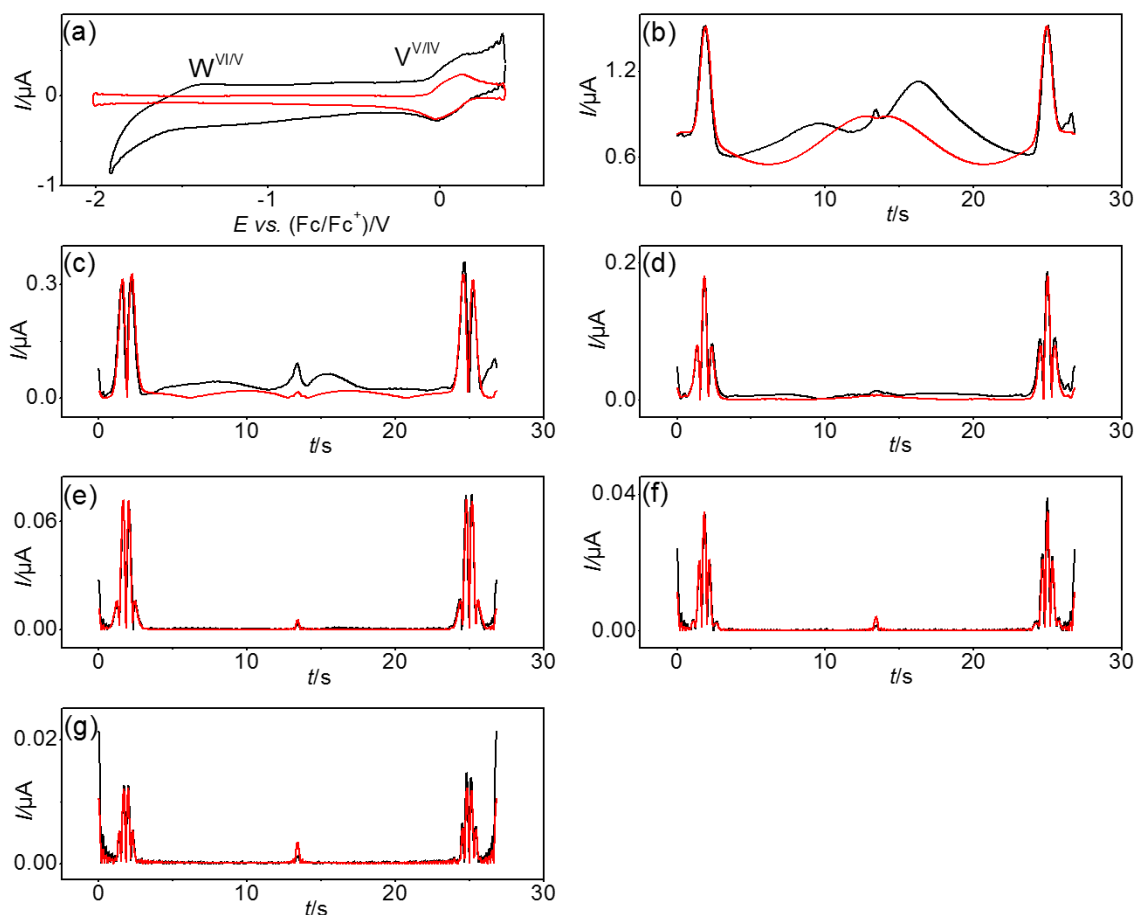 (a)
W^VI/V
V^V/IV
I/μA
0
-1
-2
-1
0
E vs. (Fc/Fc⁺)/V
(b)
I/μA
1.2
0.6
0
10
20
30
t/s
(c)
I/μA
0.3
0.0
0
10
20
30
t/s
(d)
I/μA
0.2
0.0
0
10
20
30
t/s
(e)
I/μA
0.06
0.00
0
10
20
30
t/s
(f)
I/μA
0.04
0.00
0
10
20
30
t/s
(g)
I/μA
0.02
0.00
0
10
20
30
t/s